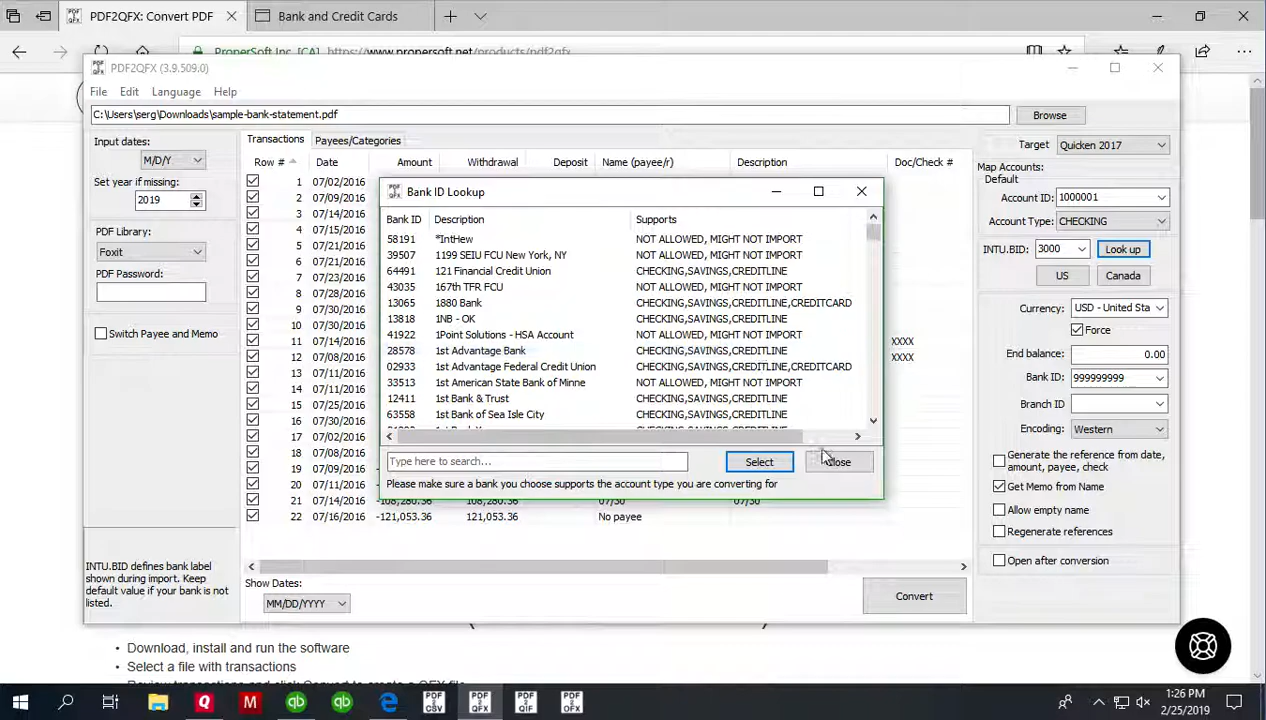 PDF2QFX: Convert PDF
Bank and Credit Cards
ProperSoft Inc. [CA] https://www.propersoft.net/products/pdf2qfx
PDF2QFX (3.9.509.0)
File Edit Language Help
C:\Users\serg\Downloads\sample-bank-statement.pdf
Browse
Input dates:
M/D/Y
Set year if missing:
2019
PDF Library:
Foxit
PDF Password:
Switch Payee and Memo
INTU.BID defines bank label
shown during import. Keep
default value if your bank is not
listed.
Transactions Payees/Categories
Row # Date Amount Withdrawal Deposit Name (payee/r) Description Doc/Check #
1 07/02/2016
2 07/09/2016
3 07/14/2016
4 07/15/2016
5 07/21/2016
6 07/21/2016
7 07/23/2016
8 07/28/2016
9 07/30/2016
10 07/30/2016
11 07/14/2016 XXXX
12 07/08/2016 XXXX
13 07/11/2016
14 07/11/2016
15 07/25/2016
16 07/30/2016
17 07/02/2016
18 07/08/2016
19 07/09/2016
20 07/11/2016
21 07/14/2016 -108,280.36 108,280.36 07/30 07/30
22 07/16/2016 -121,053.36 121,053.36 No payee
Show Dates:
MM/DD/YYYY
Convert
Bank ID Lookup
Bank ID Description Supports
58191 *IntHew NOT ALLOWED, MIGHT NOT IMPORT
39507 1199 SEIU FCU New York, NY NOT ALLOWED, MIGHT NOT IMPORT
64491 121 Financial Credit Union CHECKING,SAVINGS,CREDITLINE
43035 167th TFR FCU NOT ALLOWED, MIGHT NOT IMPORT
13065 1880 Bank CHECKING,SAVINGS,CREDITLINE,CREDITCARD
13818 1NB - OK CHECKING,SAVINGS,CREDITLINE
41922 1Point Solutions - HSA Account NOT ALLOWED, MIGHT NOT IMPORT
28578 1st Advantage Bank CHECKING,SAVINGS,CREDITLINE
02933 1st Advantage Federal Credit Union CHECKING,SAVINGS,CREDITLINE,CREDITCARD
33513 1st American State Bank of Minne NOT ALLOWED, MIGHT NOT IMPORT
12411 1st Bank & Trust CHECKING,SAVINGS,CREDITLINE
63558 1st Bank of Sea Isle City CHECKING,SAVINGS,CREDITLINE
Type here to search...
Select
Close
Please make sure a bank you choose supports the account type you are converting for
Target Quicken 2017
Map Accounts:
Default
Account ID: 1000001
Account Type: CHECKING
INTU.BID: 3000 Look up
US Canada
Currency: USD - United Sta
Force
End balance: 0.00
Bank ID: 999999999
Branch ID
Encoding: Western
Generate the reference from date,
amount, payee, check
Get Memo from Name
Allow empty name
Regenerate references
Open after conversion
Download, install and run the software
Select a file with transactions
PDF CSV
PDF QFX
PDF QIF
PDF OFX
1:26 PM
2/25/2019